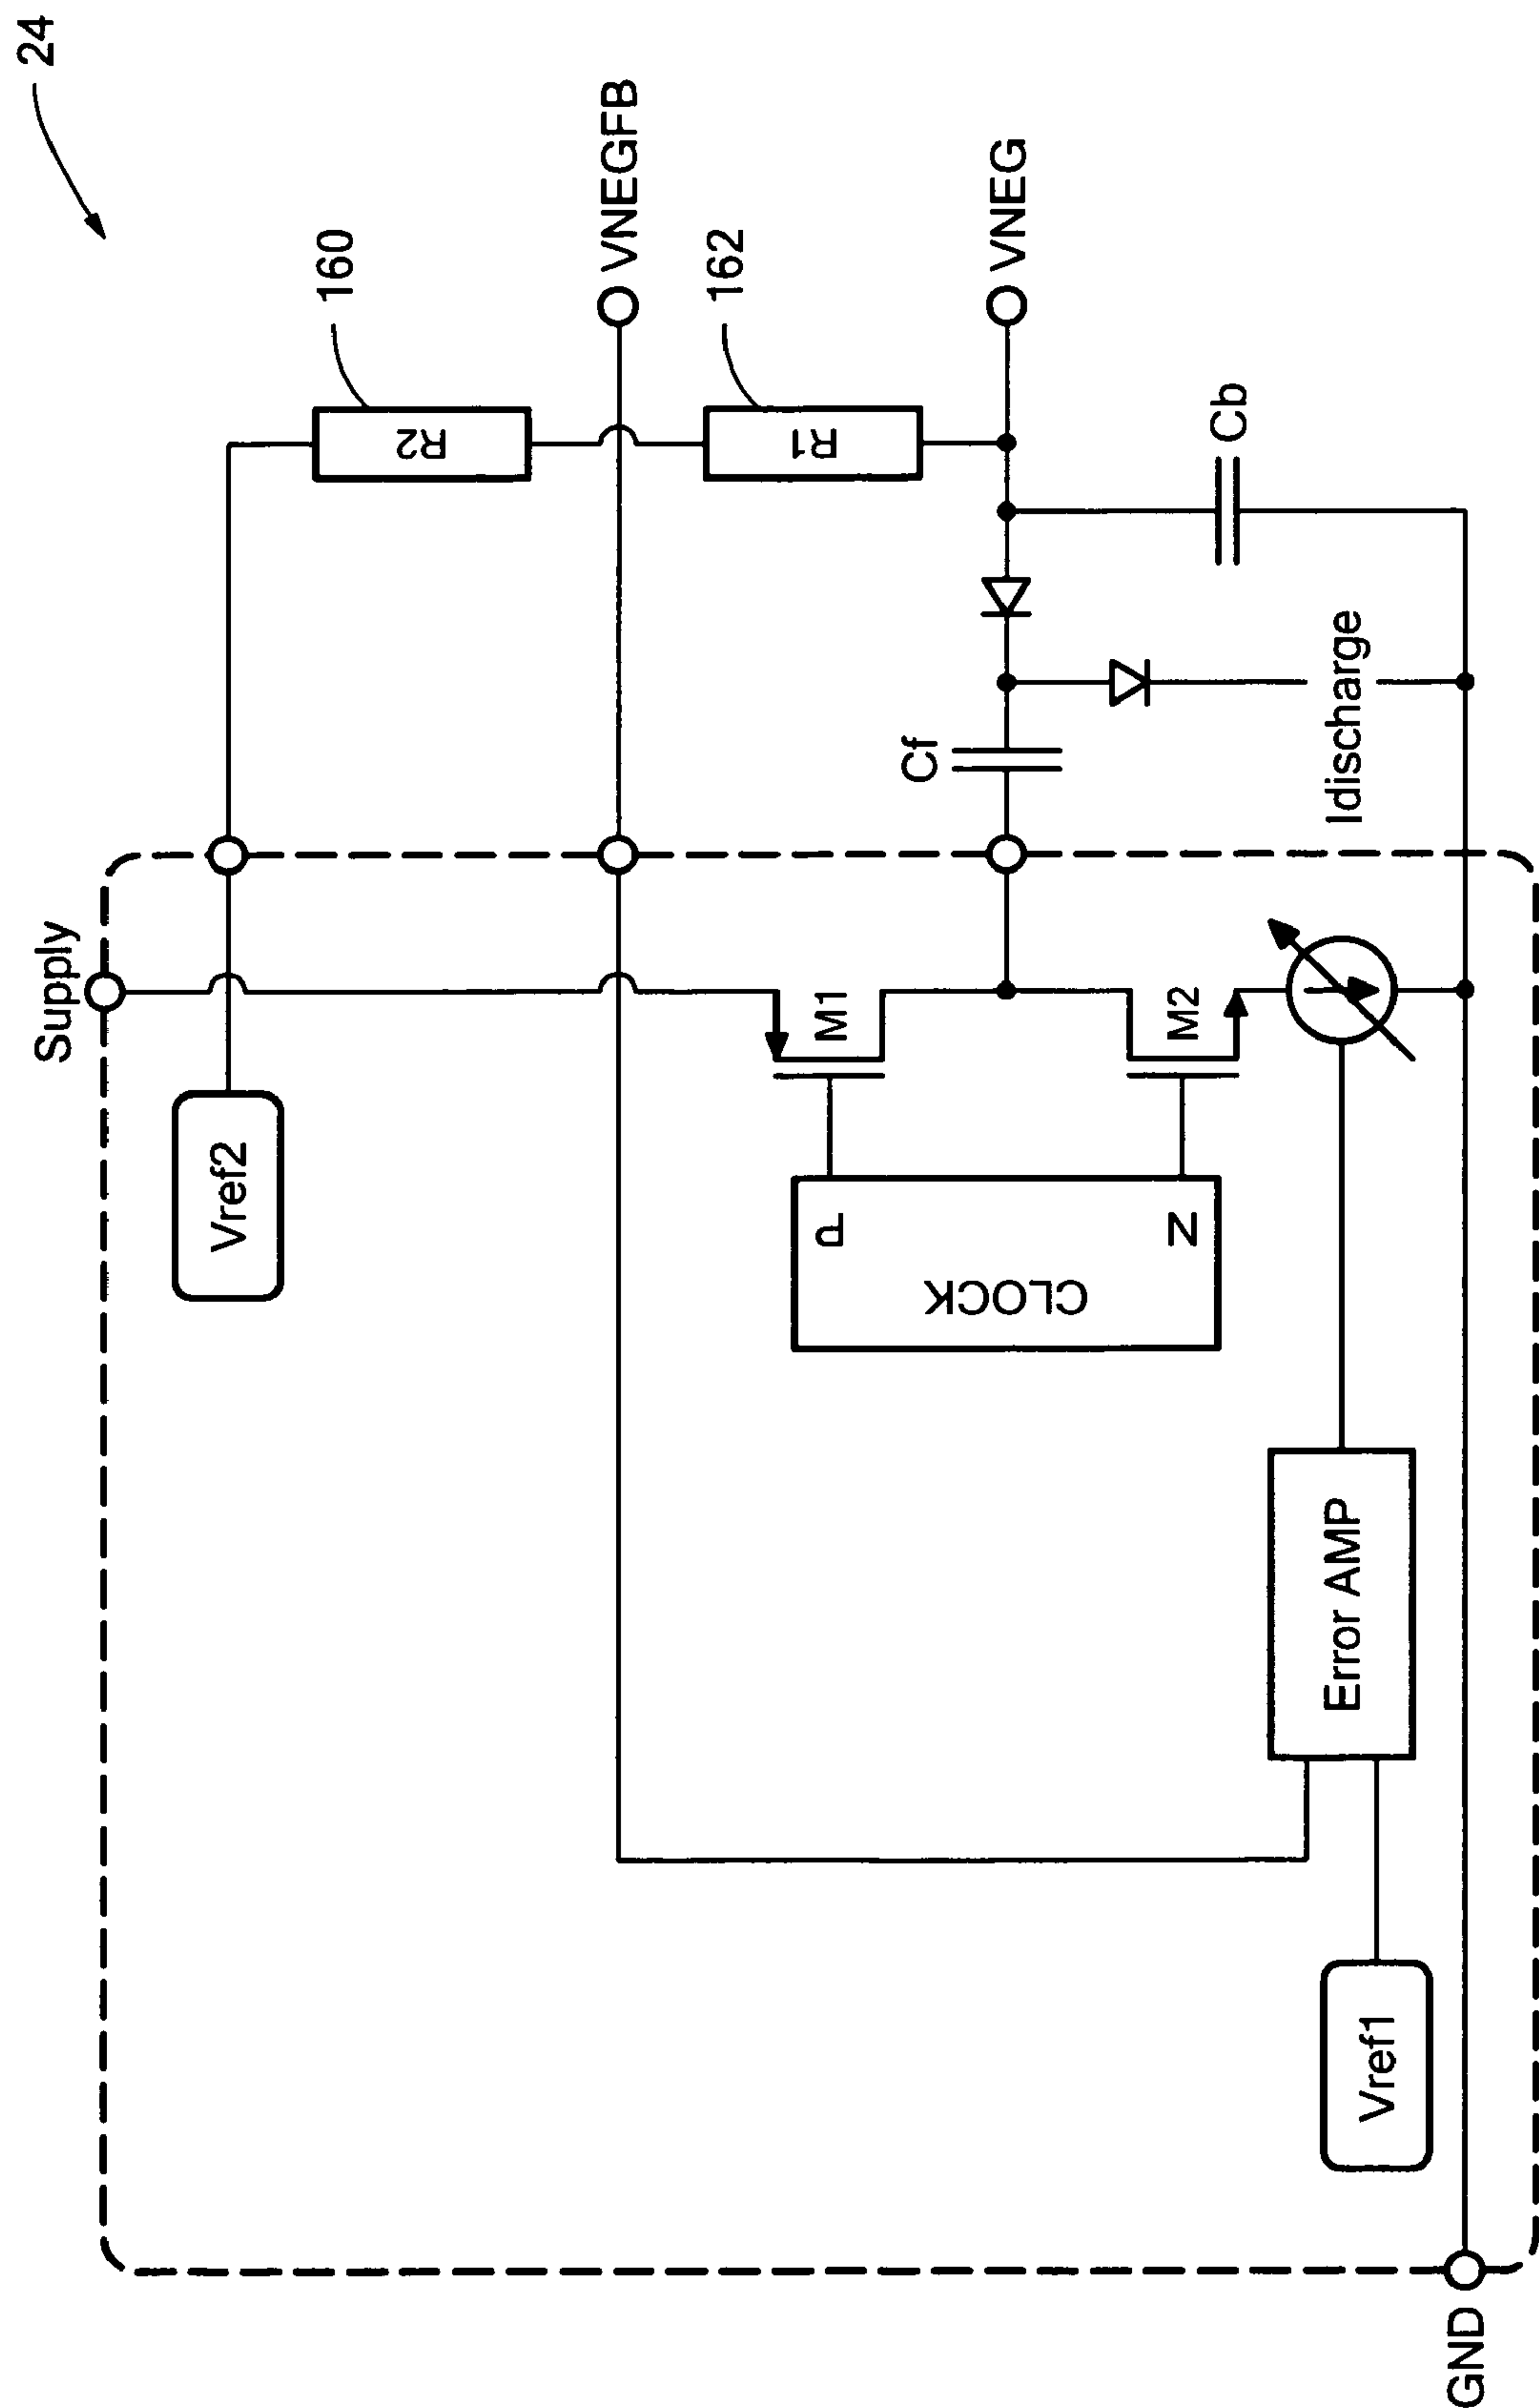 24
Supply
Vref2
160
R2
VNEGFB
162
R1
VNEG
M1
P
CLOCK
N
M2
Cf
Cb
Idischarge
Error AMP
Vref1
GND